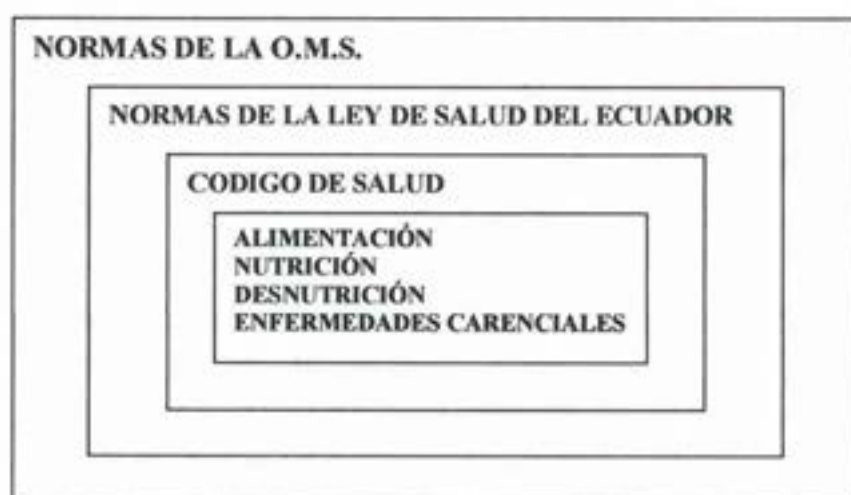 NORMAS DE LA O.M.S.
NORMAS DE LA LEY DE SALUD DEL ECUADOR
CODIGO DE SALUD
ALIMENTACIÓN
NUTRICIÓN
DESNUTRICIÓN
ENFERMEDADES CARENCIALES